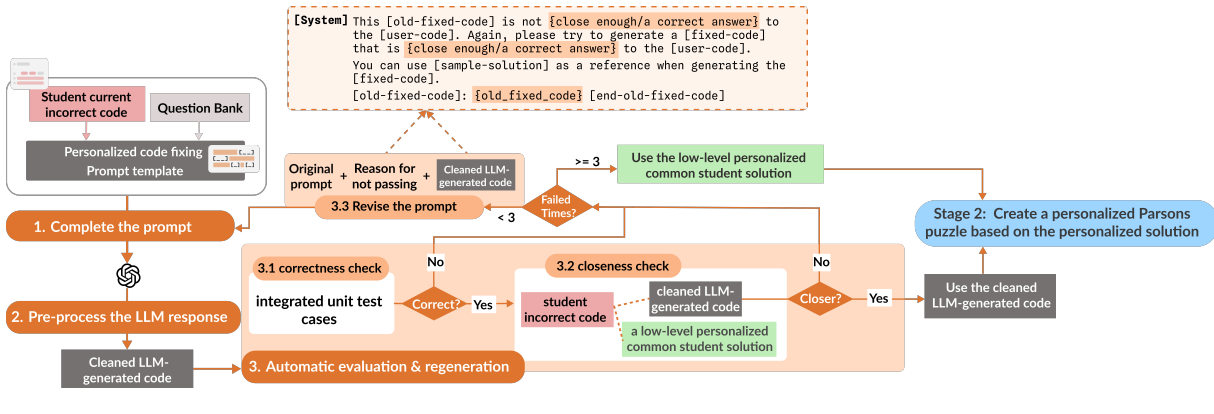 [System] This [old-fixed-code] is not {close enough/a correct answer} to
the [user-code]. Again, please try to generate a [fixed-code]
that is {close enough/a correct answer} to the [user-code].
You can use [sample-solution] as a reference when generating the
[fixed-code].
[old-fixed-code]: {old_fixed_code} [end-old-fixed-code]
Student current
incorrect code
Question Bank
Personalized code fixing
Prompt template
1. Complete the prompt
2. Pre-process the LLM response
Cleaned LLM-
generated code
Original
prompt
+
Reason for
not passing
+
Cleaned LLM-
generated code
3.3 Revise the prompt
< 3
Failed
Times?
>= 3
Use the low-level personalized
common student solution
3.1 correctness check
integrated unit test
cases
Correct?
No
Yes
3.2 closeness check
student
incorrect code
cleaned LLM-
generated code
a low-level personalized
common student solution
Closer?
No
Yes
3. Automatic evaluation & regeneration
Use the cleaned
LLM-generated code
Stage 2: Create a personalized Parsons
puzzle based on the personalized solution